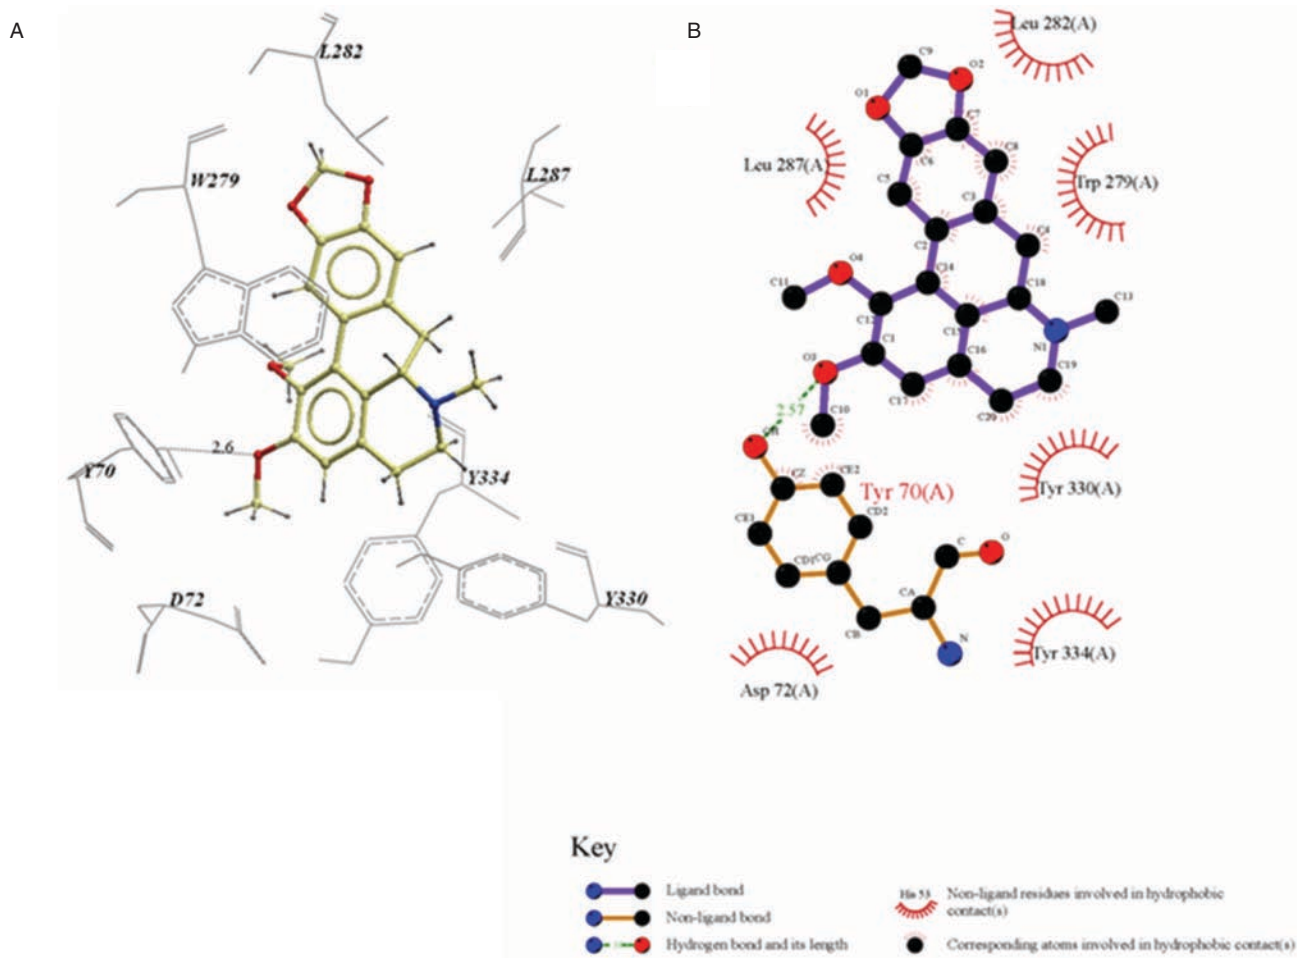 A
L282
W279
L287
2.6
Y70
Y334
D72
Y330
B
Leu 282(A)
C9
O2
O1
C7
C6
C8
Leu 287(A)
Trp 279(A)
C5
C3
C2
C4
O4
C14
C18
C11
C13
C12
C15
N1
C1
C16
O3
C19
C17
C20
C10
2.57
OH
CZ
CE2
Tyr 70(A)
Tyr 330(A)
CE1
CD2
CD1
CG
C
O
CA
CB
N
Tyr 334(A)
Asp 72(A)
Key
Ligand bond
Non-ligand bond
Hydrogen bond and its length
His 53
Non-ligand residues involved in hydrophobic
contact(s)
Corresponding atoms involved in hydrophobic contact(s)